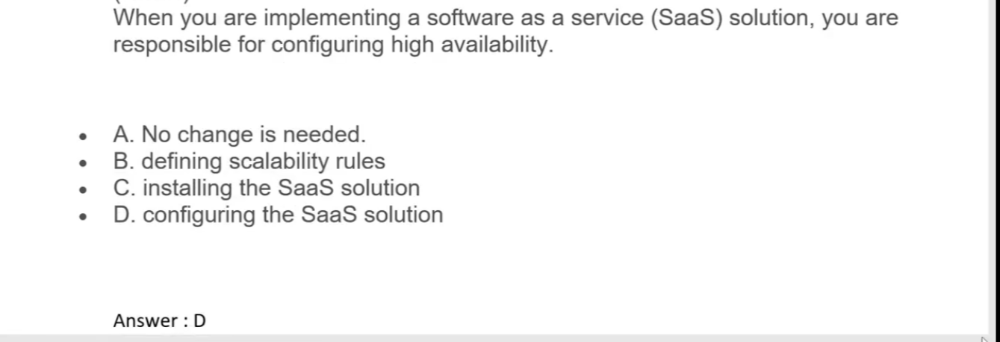 When you are implementing a software as a service (SaaS) solution, you are
responsible for configuring high availability.
• A. No change is needed.
• B. defining scalability rules
• C. installing the SaaS solution
• D. configuring the SaaS solution
Answer : D